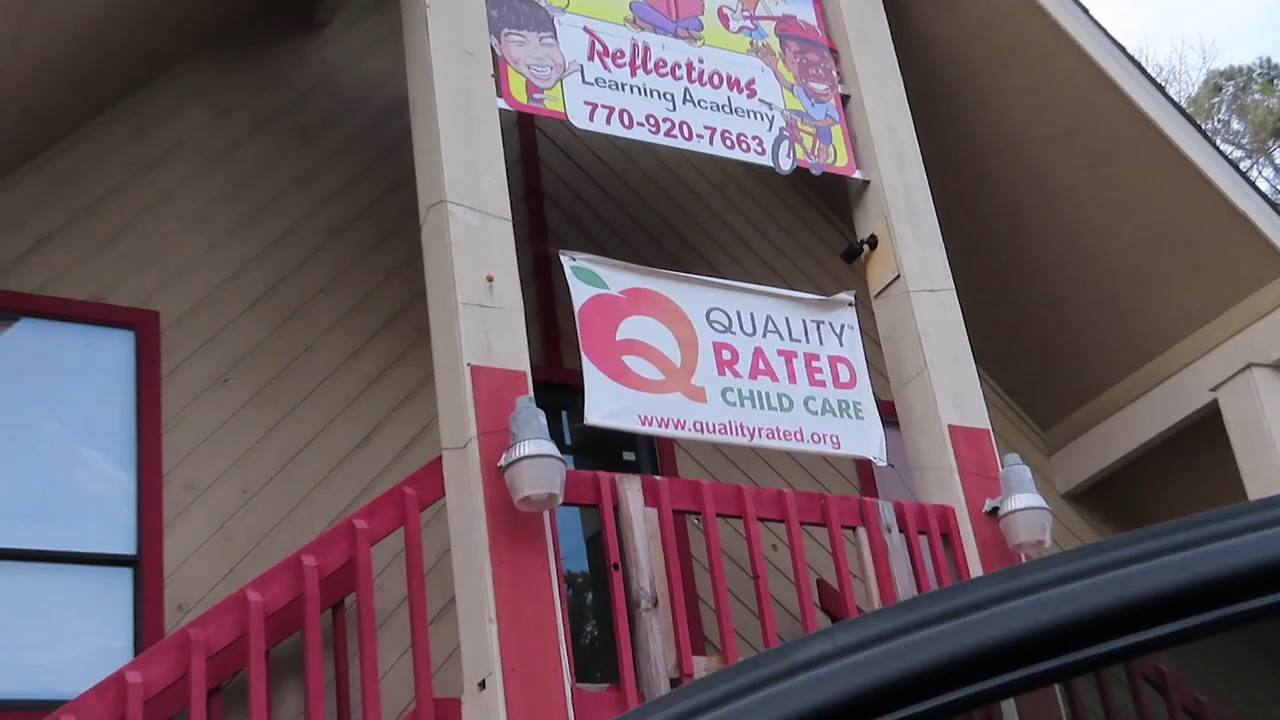 Reflections
Learning Academy
770-920-7663
QUALITY™
RATED
CHILD CARE
www.qualityrated.org